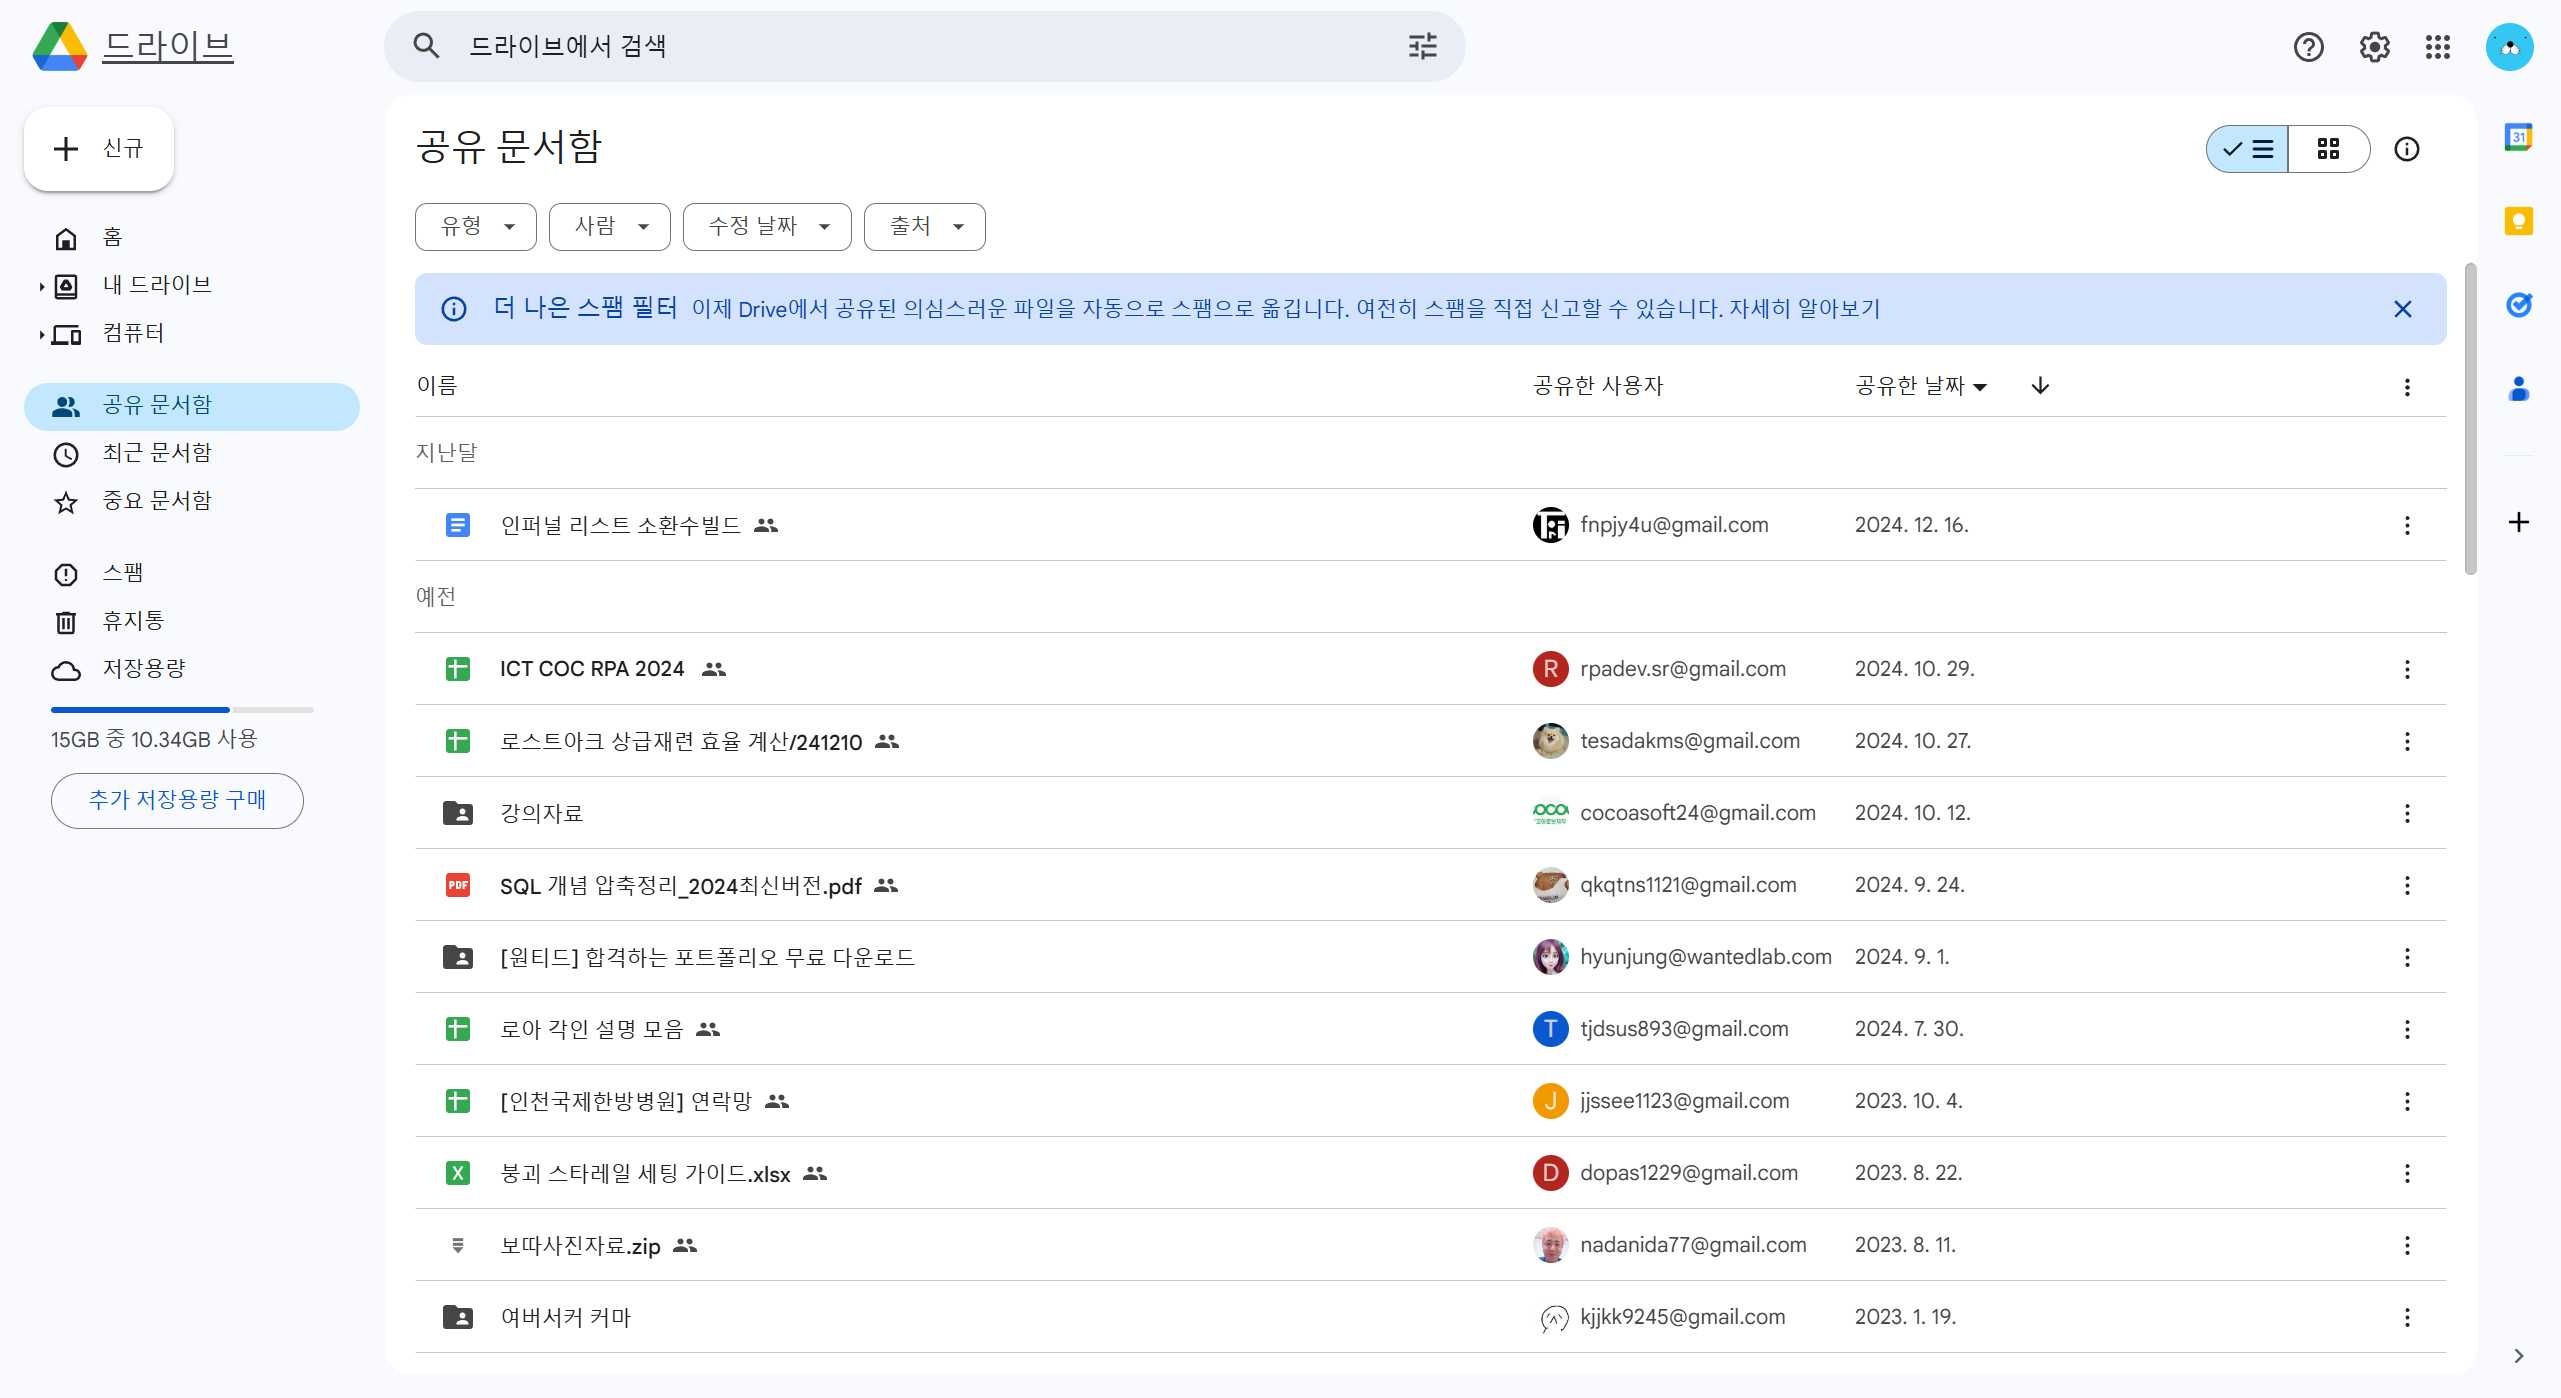 드라이브
드라이브에서 검색
신규
홈
내 드라이브
컴퓨터
공유 문서함
최근 문서함
중요 문서함
스팸
휴지통
저장용량
15GB 중 10.34GB 사용
추가 저장용량 구매
공유 문서함
유형
사람
수정 날짜
출처
더 나은 스팸 필터 이제 Drive에서 공유된 의심스러운 파일을 자동으로 스팸으로 옮깁니다. 여전히 스팸을 직접 신고할 수 있습니다. 자세히 알아보기
이름 공유한 사용자 공유한 날짜
지난달
인퍼널 리스트 소환수빌드 fnpjy4u@gmail.com 2024. 12. 16.
예전
ICT COC RPA 2024 R rpadev.sr@gmail.com 2024. 10. 29.
로스트아크 상급재련 효율 계산/241210 tesadakms@gmail.com 2024. 10. 27.
강의자료 cocoasoft24@gmail.com 2024. 10. 12.
PDF SQL 개념 압축정리_2024최신버전.pdf qkqtns1121@gmail.com 2024. 9. 24.
[원티드] 합격하는 포트폴리오 무료 다운로드 hyunjung@wantedlab.com 2024. 9. 1.
로아 각인 설명 모음 T tjdsus893@gmail.com 2024. 7. 30.
[인천국제한방병원] 연락망 J jjssee1123@gmail.com 2023. 10. 4.
X 붕괴 스타레일 세팅 가이드.xlsx D dopas1229@gmail.com 2023. 8. 22.
보따사진자료.zip nadanida77@gmail.com 2023. 8. 11.
여버서커 커마 kjjkk9245@gmail.com 2023. 1. 19.
31